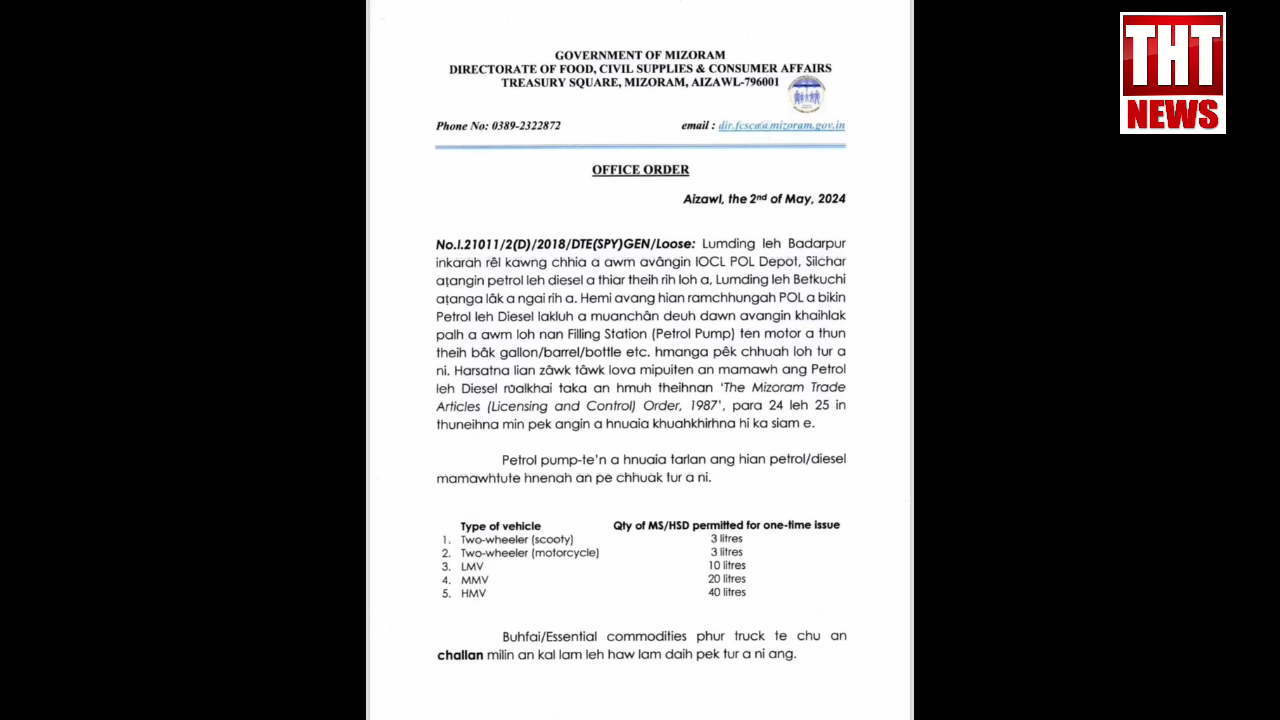 GOVERNMENT OF MIZORAM
DIRECTORATE OF FOOD, CIVIL SUPPLIES & CONSUMER AFFAIRS
TREASURY SQUARE, MIZORAM, AIZAWL-796001
THT
NEWS
Phone No: 0389-2322872 email : dir.fcsca@mizoram.gov.in
OFFICE ORDER
Aizawl, the 2nd of May, 2024
No.I.21011/2(D)/2018/DTE(SPY)GEN/Loose: Lumding leh Badarpur
inkarah rêl kawng chhia a awm avângin IOCL POL Depot, Silchar
aṭangin petrol leh diesel a thiar theih rih loh a, Lumding leh Betkuchi
aṭanga lâk a ngai rih a. Hemi avang hian ramchhungah POL a bikin
Petrol leh Diesel lakluh a muanchân deuh dawn avangin khaihlak
palh a awm loh nan Filling Station (Petrol Pump) ten motor a thun
theih bâk gallon/barrel/bottle etc. hmanga pêk chhuah loh tur a
ni. Harsatna lian zâwk tâwk lova mipuiten an mamawh ang Petrol
leh Diesel rualkhai taka an hmuh theihnan 'The Mizoram Trade
Articles (Licensing and Control) Order, 1987', para 24 leh 25 in
thuneihna min pek angin a hnuaia khuahkhirhna hi ka siam e.
Petrol pump-te'n a hnuaia tarlan ang hian petrol/diesel
mamawhtute hnenah an pe chhuak tur a ni.
Type of vehicle Qty of MS/HSD permitted for one-time issue
1. Two-wheeler (scooty) 3 litres
2. Two-wheeler (motorcycle) 3 litres
3. LMV 10 litres
4. MMV 20 litres
5. HMV 40 litres
Buhfai/Essential commodities phur truck te chu an
challan milin an kal lam leh haw lam daih pek tur a ni ang.